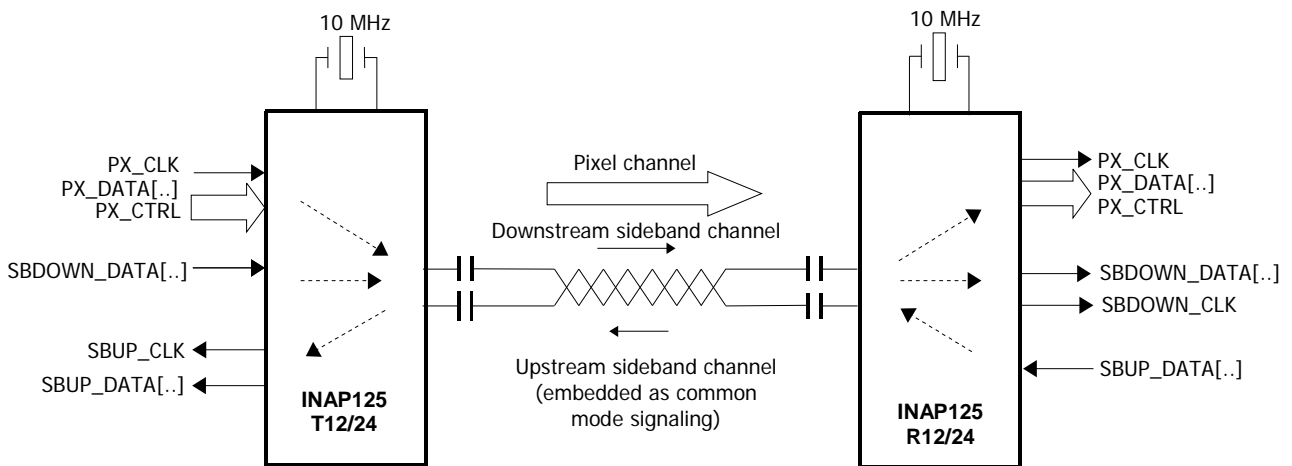 10 MHz
10 MHz
PX_CLK
PX_DATA[..]
PX_CTRL
SBDOWN_DATA[..]
SBUP_CLK
SBUP_DATA[..]
INAP125
T12/24
Pixel channel
Downstream sideband channel
Upstream sideband channel
(embedded as common
mode signaling)
PX_CLK
PX_DATA[..]
PX_CTRL
SBDOWN_DATA[..]
SBDOWN_CLK
SBUP_DATA[..]
INAP125
R12/24